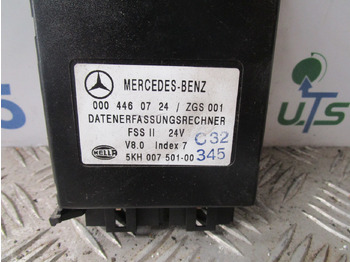 MERCEDES-BENZ
000 446 07 24 / ZGS 001
DATENERFASSUNGSRECHNER
FSS II 24V C32
V8.0 Index 7 345
HELLA 5KH 007 501-00
UTS